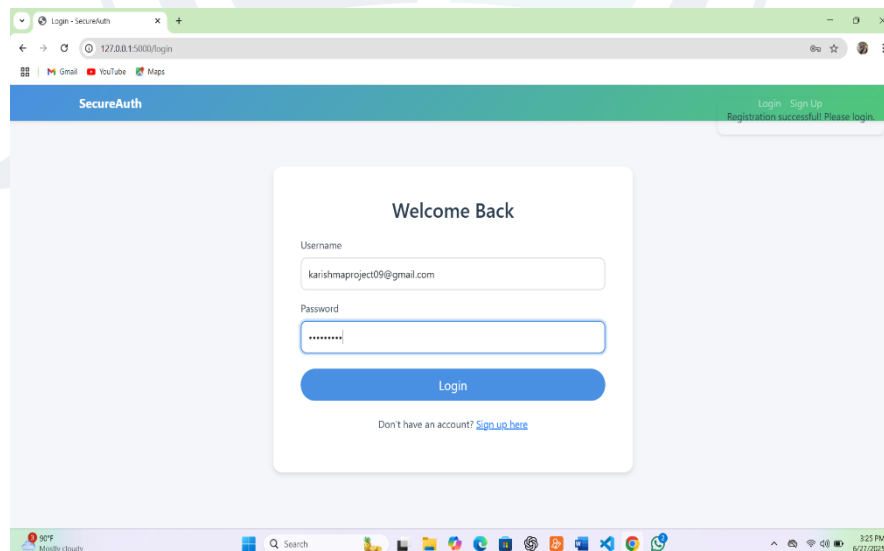 Login - SecureAuth
127.0.0.1:5000/login
Gmail YouTube Maps
SecureAuth
Login Sign Up
Registration successful! Please login.
Welcome Back
Username
karishmaproject09@gmail.com
Password
•••••••••
Login
Don't have an account? Sign up here
3
90°F
Mostly cloudy
Search
3:25 PM